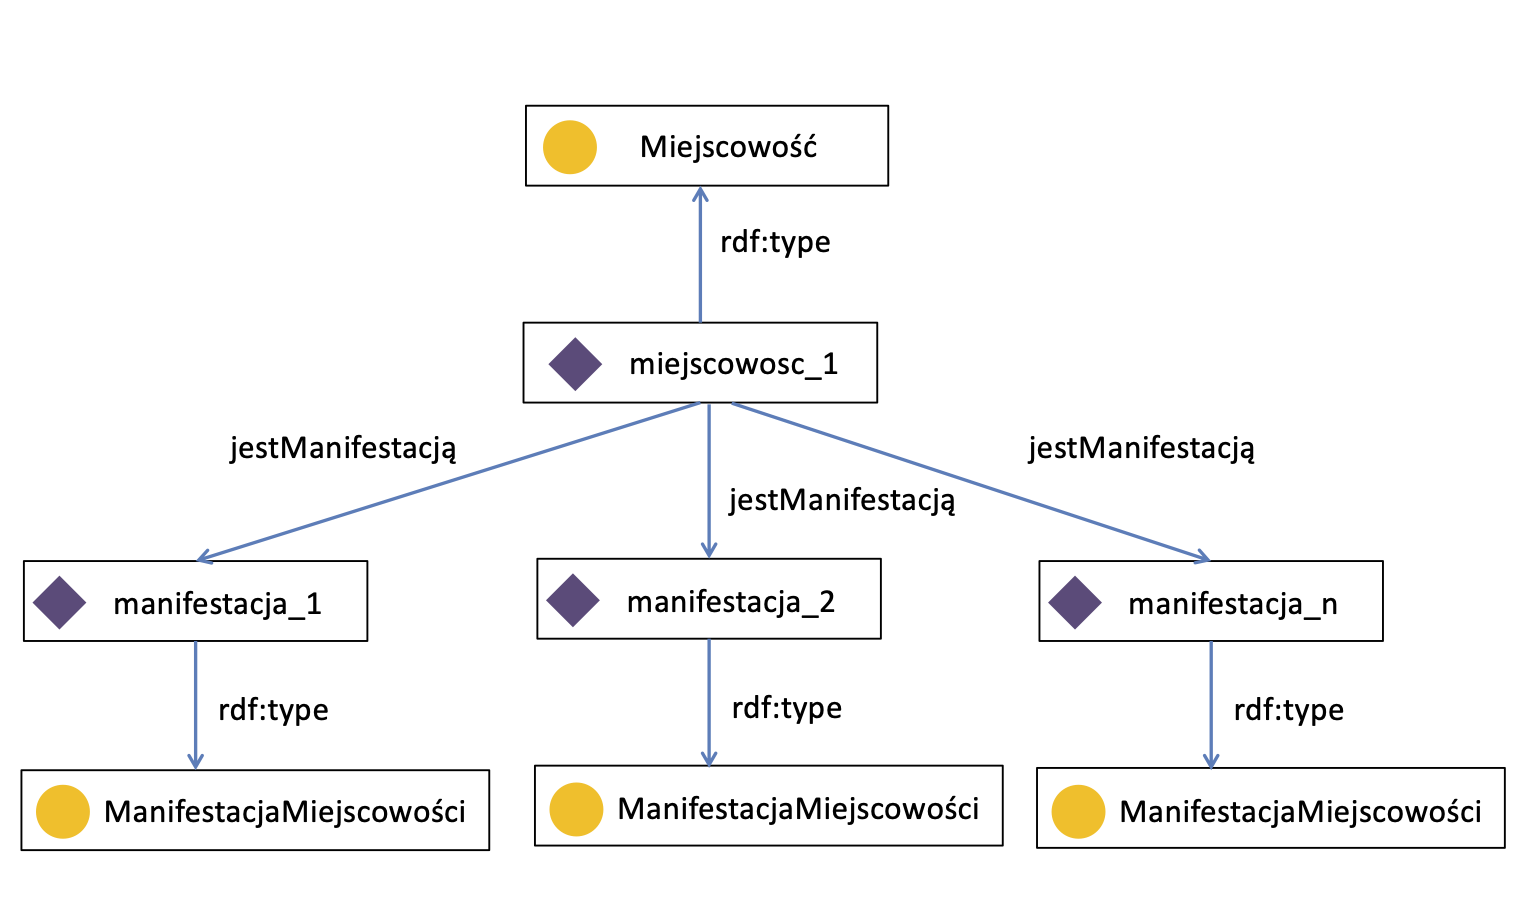 Miejscowość
rdf:type
miejscowosc_1
jestManifestacją
jestManifestacją
jestManifestacją
manifestacja_1
manifestacja_2
manifestacja_n
rdf:type
rdf:type
rdf:type
ManifestacjaMiejscowości
ManifestacjaMiejscowości
ManifestacjaMiejscowości